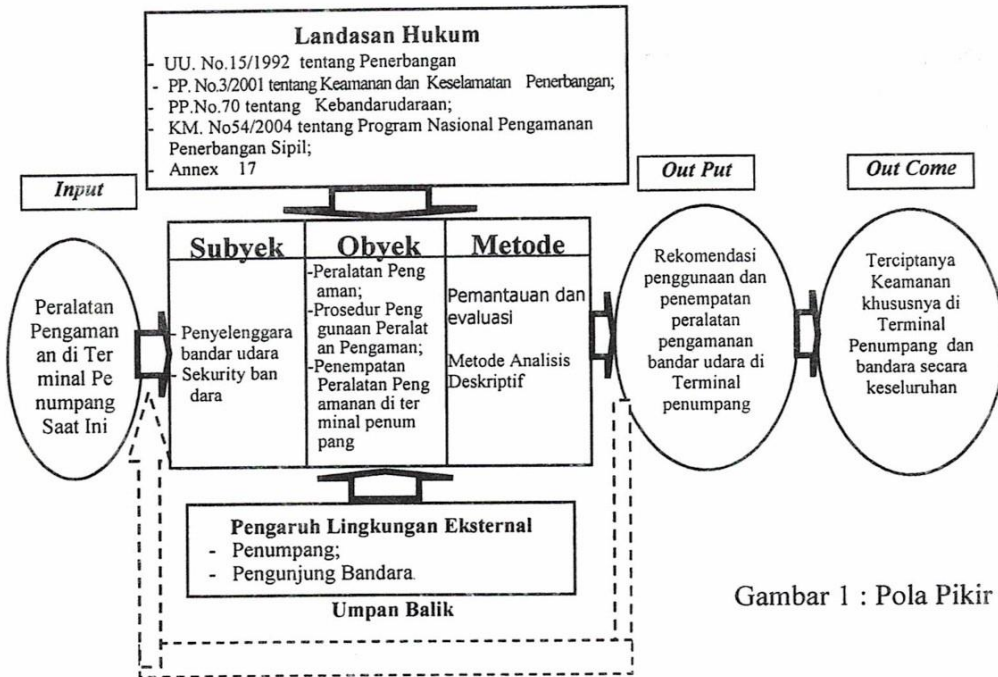 Landasan Hukum
- UU. No.15/1992 tentang Penerbangan
- PP. No.3/2001 tentang Keamanan dan Keselamatan Penerbangan;
- PP.No.70 tentang Kebandarudaraan;
- KM. No54/2004 tentang Program Nasional Pengamanan
Penerbangan Sipil;
- Annex 17
Input
Out Put
Out Come
Peralatan
Pengaman
an di Ter
minal Pe
numpang
Saat Ini
Subyek
- Penyelenggara
bandar udara
- Sekurity ban
dara
Obyek
-Peralatan Peng
aman;
-Prosedur Peng
gunaan Peralat
an Pengaman;
-Penempatan
Peralatan Peng
amanan di ter
minal penum
pang
Metode
Pemantauan dan
evaluasi
Metode Analisis
Deskriptif
Rekomendasi
penggunaan dan
penempatan
peralatan
pengamanan
bandar udara di
Terminal
penumpang
Terciptanya
Keamanan
khususnya di
Terminal
Penumpang dan
bandara secara
keseluruhan
Pengaruh Lingkungan Eksternal
- Penumpang;
- Pengunjung Bandara.
Umpan Balik
Gambar 1 : Pola Pikir